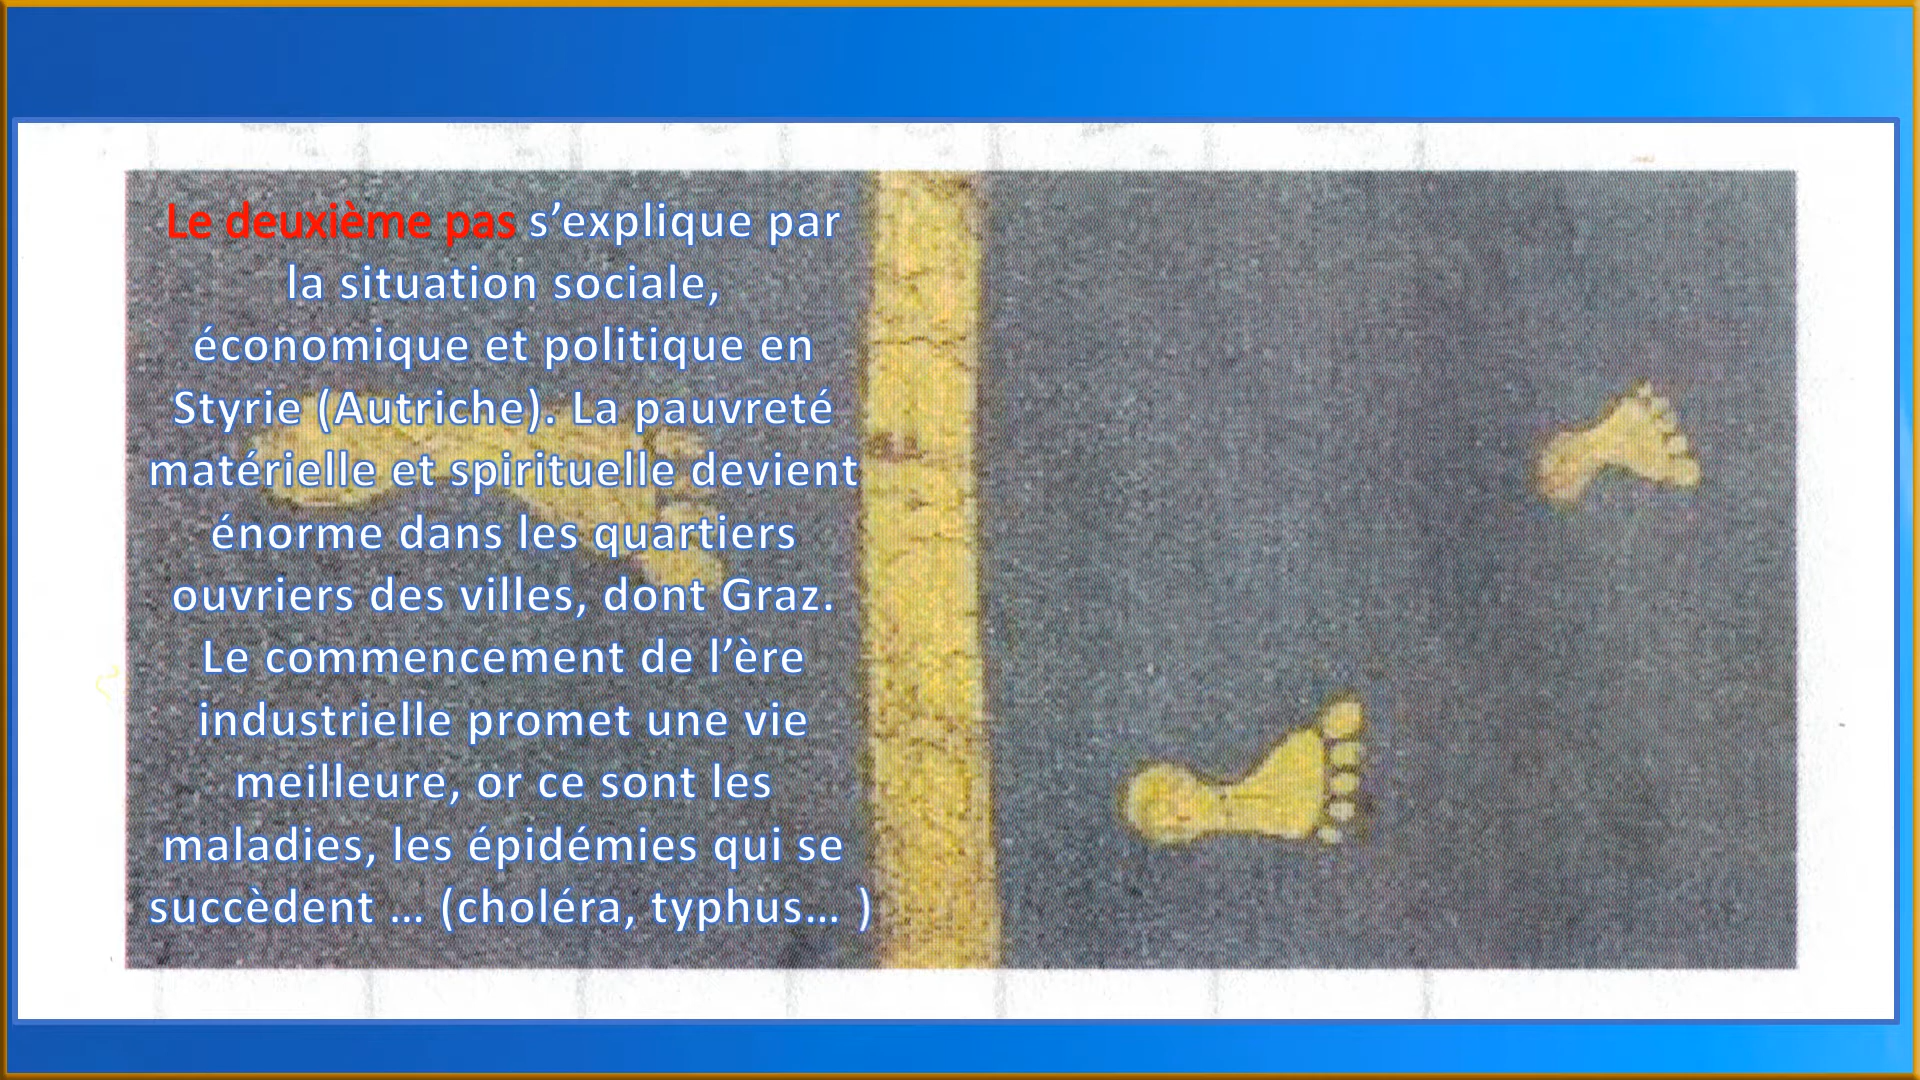 Le deuxième pas s’explique par
la situation sociale,
économique et politique en
Styrie (Autriche). La pauvreté
matérielle et spirituelle devient
énorme dans les quartiers
ouvriers des villes, dont Graz.
Le commencement de l’ère
industrielle promet une vie
meilleure, or ce sont les
maladies, les épidémies qui se
succèdent … (choléra, typhus… )